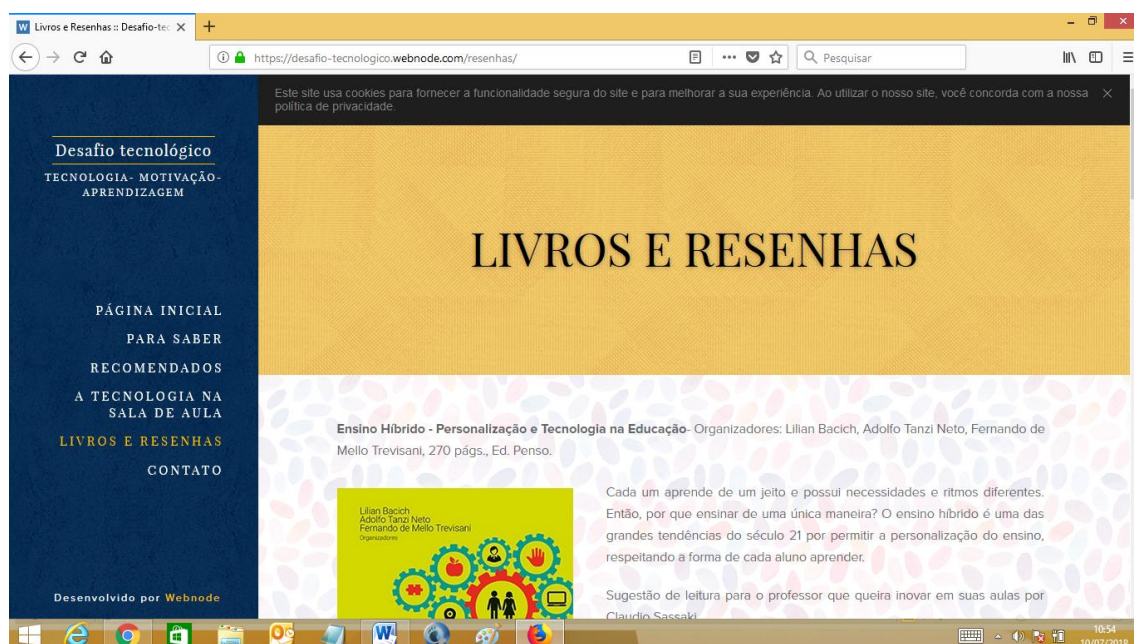 Livros e Resenhas :: Desafio-tec
https://desafio-tecnologico.webnode.com/resenhas/
Pesquisar
Este site usa cookies para fornecer a funcionalidade segura do site e para melhorar a sua experiência. Ao utilizar o nosso site, você concorda com a nossa
política de privacidade.
Desafio tecnológico
TECNOLOGIA- MOTIVAÇÃO-
APRENDIZAGEM
PÁGINA INICIAL
PARA SABER
RECOMENDADOS
A TECNOLOGIA NA
SALA DE AULA
LIVROS E RESENHAS
CONTATO
Desenvolvido por Webnode
LIVROS E RESENHAS
Ensino Híbrido - Personalização e Tecnologia na Educação- Organizadores: Lilian Bacich, Adolfo Tanzi Neto, Fernando de
Mello Trevisani, 270 págs., Ed. Penso.
Lilian Bacich
Adolfo Tanzi Neto
Fernando de Mello Trevisani
Organizadores
Cada um aprende de um jeito e possui necessidades e ritmos diferentes.
Então, por que ensinar de uma única maneira? O ensino híbrido é uma das
grandes tendências do século 21 por permitir a personalização do ensino,
respeitando a forma de cada aluno aprender.
Sugestão de leitura para o professor que queira inovar em suas aulas por
Claudio Sassaki
10:54
10/07/2018